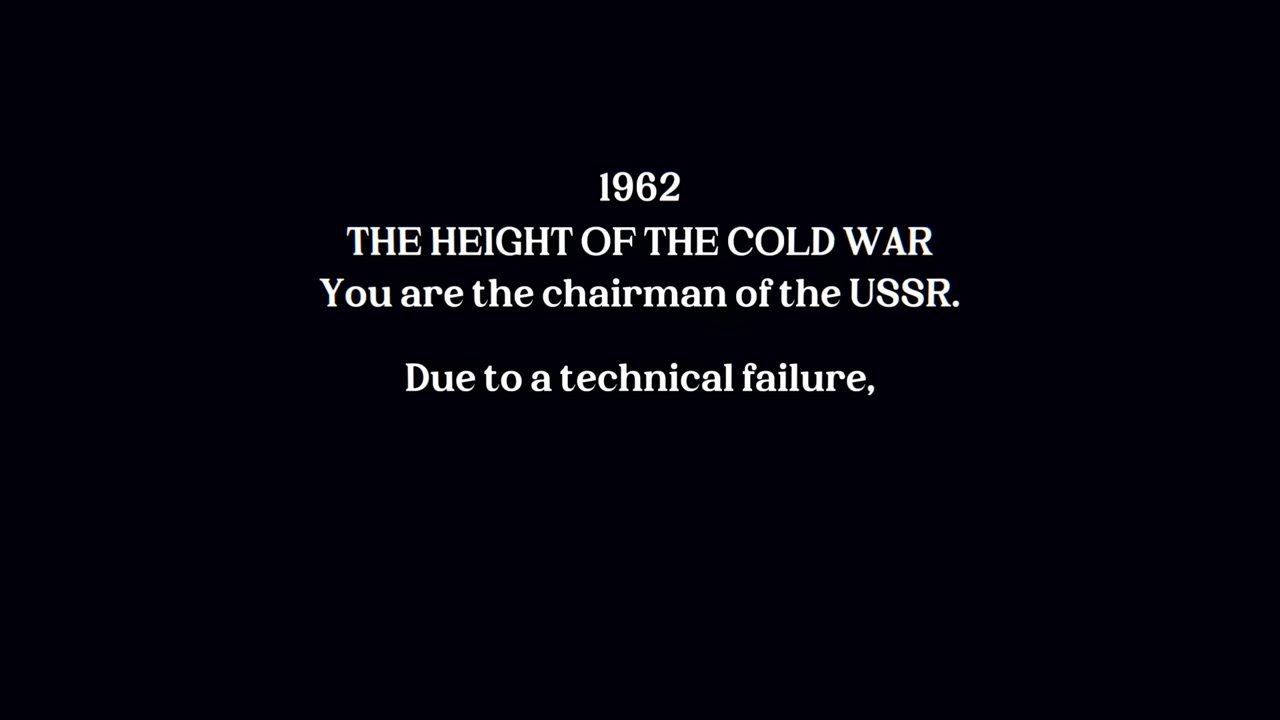 1962
THE HEIGHT OF THE COLD WAR
You are the chairman of the USSR.
Due to a technical failure,